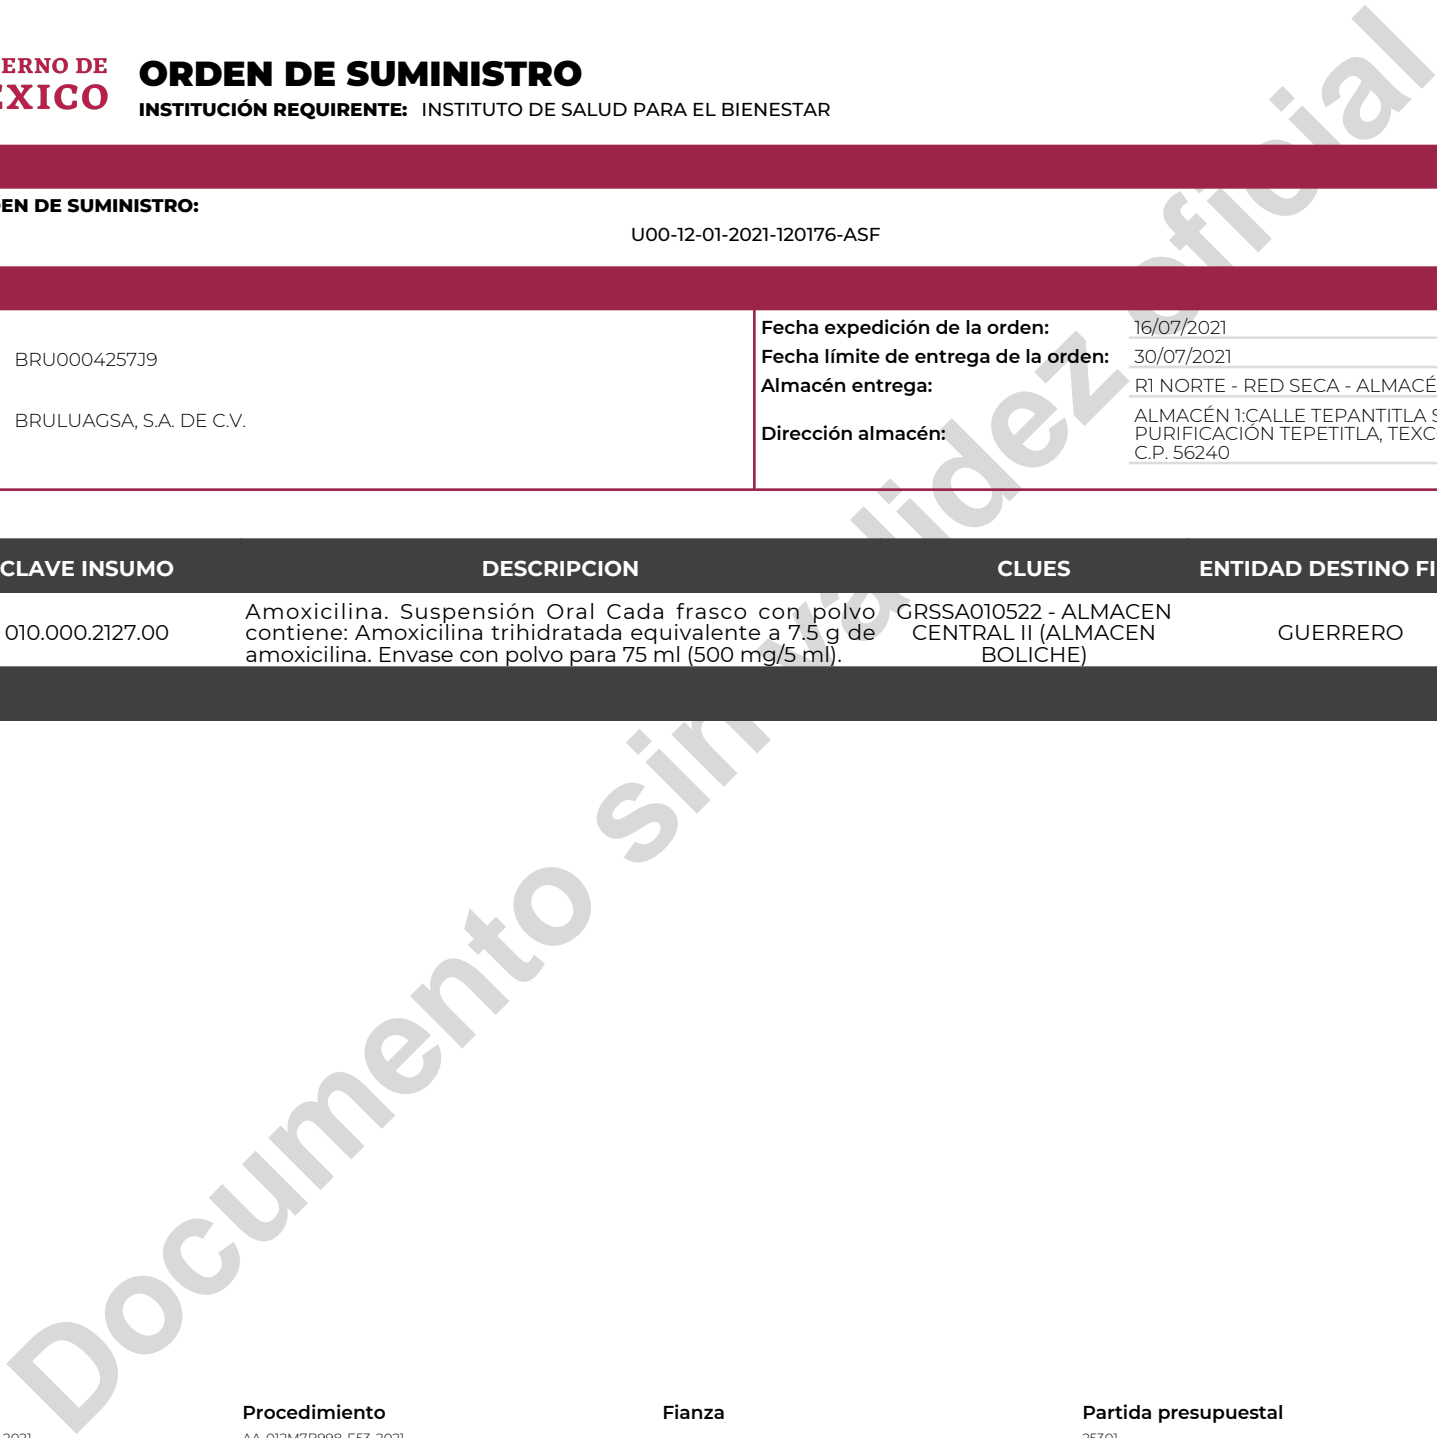 ERNO DE
ÉXICO
ORDEN DE SUMINISTRO
INSTITUCIÓN REQUIRENTE: INSTITUTO DE SALUD PARA EL BIENESTAR
EN DE SUMINISTRO:
U00-12-01-2021-120176-ASF
BRU0004257J9
BRULUAGSA, S.A. DE C.V.
Fecha expedición de la orden: 16/07/2021
Fecha límite de entrega de la orden: 30/07/2021
Almacén entrega: R1 NORTE - RED SECA - ALMACÉ
Dirección almacén:
ALMACÉN 1:CALLE TEPANTITLA S
PURIFICACIÓN TEPETITLA, TEXC
C.P. 56240
CLAVE INSUMO DESCRIPCION CLUES ENTIDAD DESTINO FI
010.000.2127.00
Amoxicilina. Suspensión Oral Cada frasco con polvo
contiene: Amoxicilina trihidratada equivalente a 7.5 g de
amoxicilina. Envase con polvo para 75 ml (500 mg/5 ml).
GRSSA010522 - ALMACEN
CENTRAL II (ALMACEN
BOLICHE)
GUERRERO
Documento sin validez oficial
Procedimiento Fianza Partida presupuestal